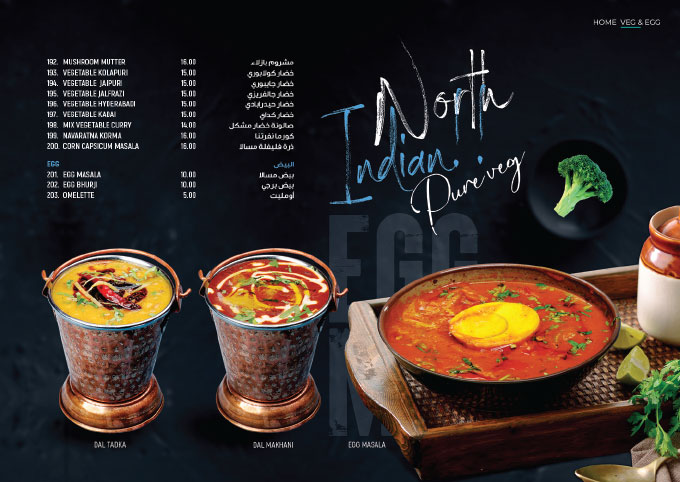 HOME VEG & EGG
192. MUSHROOM MUTTER 16.00 مشروم بازلاء
193. VEGETABLE KOLAPURI 15.00 خضار كولابوري
194. VEGETABLE JAIPURI 15.00 خضار جايبوري
195. VEGETABLE JALFRAZI 15.00 خضار جالفريزي
196. VEGETABLE HYDERABADI 15.00 خضار حيدرابادي
197. VEGETABLE KADAI 15.00 خضار كداي
198. MIX VEGETABLE CURRY 14.00 صالونة خضار مشكل
199. NAVARATNA KORMA 16.00 كورما نفرتنا
200. CORN CAPSICUM MASALA 16.00 ذرة فليفلة مسالا
EGG البيض
201. EGG MASALA 10.00 بيض مسالا
202. EGG BHURJI 10.00 بيض برجي
203. OMELETTE 5.00 أومليت
North
Indian
Pure veg
EGG
DAL TADKA
DAL MAKHANI
EGG MASALA